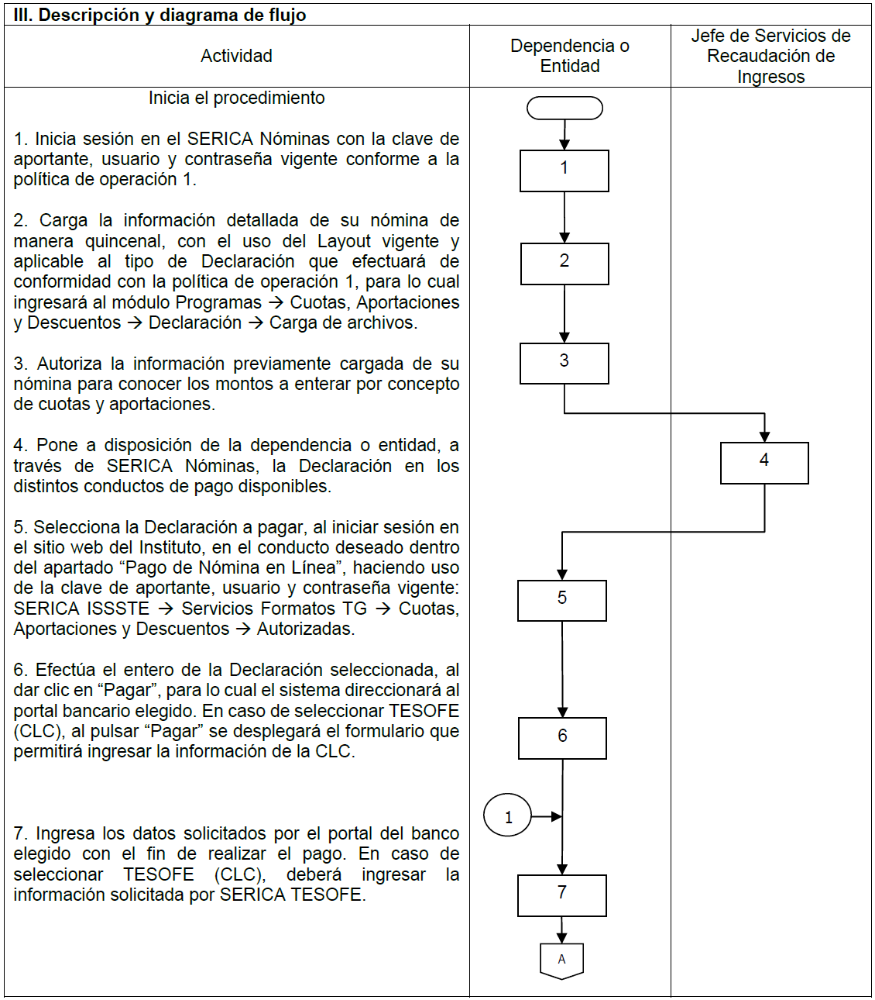 III. Descripción y diagrama de flujo
Actividad
Dependencia o
Entidad
Jefe de Servicios de
Recaudación de
Ingresos
Inicia el procedimiento
1. Inicia sesión en el SERICA Nóminas con la clave de
aportante, usuario y contraseña vigente conforme a la
política de operación 1.
2. Carga la información detallada de su nómina de
manera quincenal, con el uso del Layout vigente y
aplicable al tipo de Declaración que efectuará de
conformidad con la política de operación 1, para lo cual
ingresará al módulo Programas → Cuotas, Aportaciones
y Descuentos → Declaración → Carga de archivos.
3. Autoriza la información previamente cargada de su
nómina para conocer los montos a enterar por concepto
de cuotas y aportaciones.
4. Pone a disposición de la dependencia o entidad, a
través de SERICA Nóminas, la Declaración en los
distintos conductos de pago disponibles.
5. Selecciona la Declaración a pagar, al iniciar sesión en
el sitio web del Instituto, en el conducto deseado dentro
del apartado “Pago de Nómina en Línea”, haciendo uso
de la clave de aportante, usuario y contraseña vigente:
SERICA ISSSTE → Servicios Formatos TG → Cuotas,
Aportaciones y Descuentos → Autorizadas.
6. Efectúa el entero de la Declaración seleccionada, al
dar clic en “Pagar”, para lo cual el sistema direccionará al
portal bancario elegido. En caso de seleccionar TESOFE
(CLC), al pulsar “Pagar” se desplegará el formulario que
permitirá ingresar la información de la CLC.
7. Ingresa los datos solicitados por el portal del banco
elegido con el fin de realizar el pago. En caso de
seleccionar TESOFE (CLC), deberá ingresar la
información solicitada por SERICA TESOFE.
1
2
3
4
5
6
1
7
A